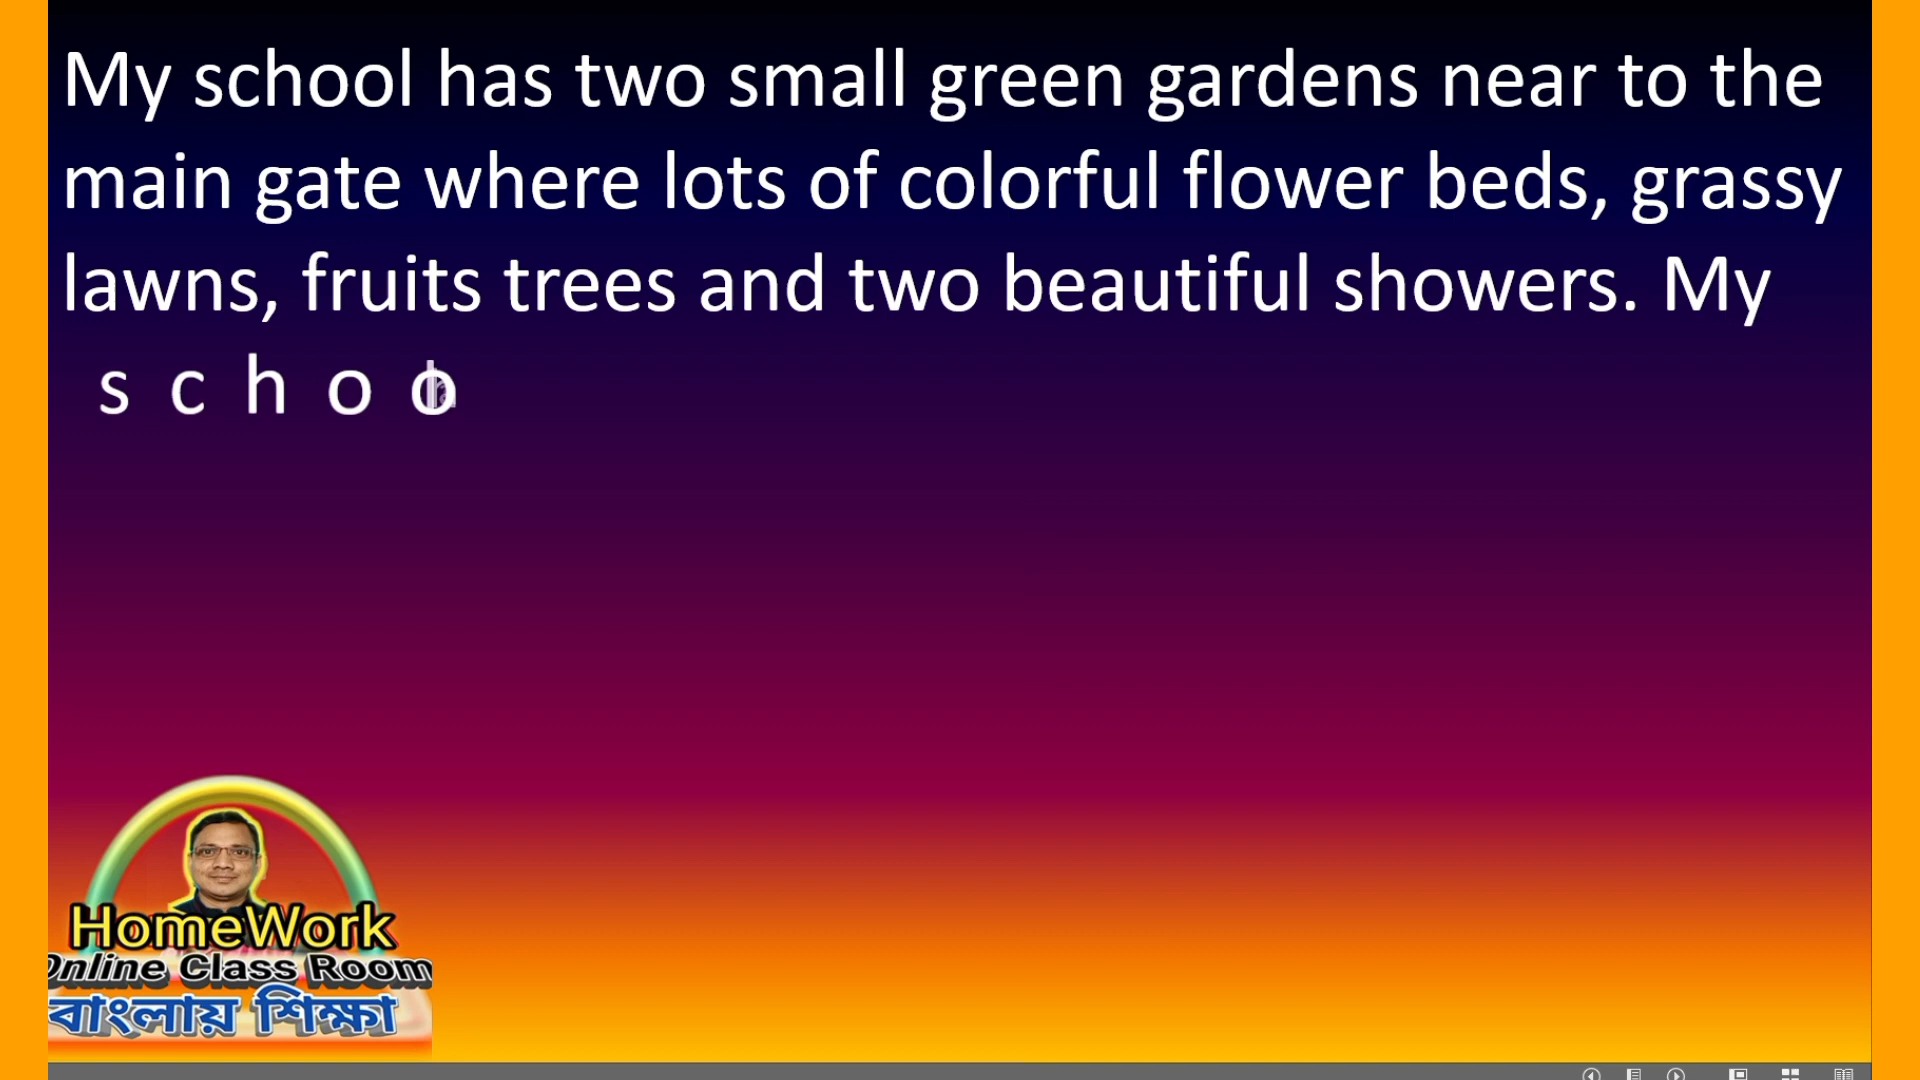 My school has two small green gardens near to the
main gate where lots of colorful flower beds, grassy
lawns, fruits trees and two beautiful showers. My
s c h o o
HomeWork
Online Class Room
বাংলায় শিক্ষা